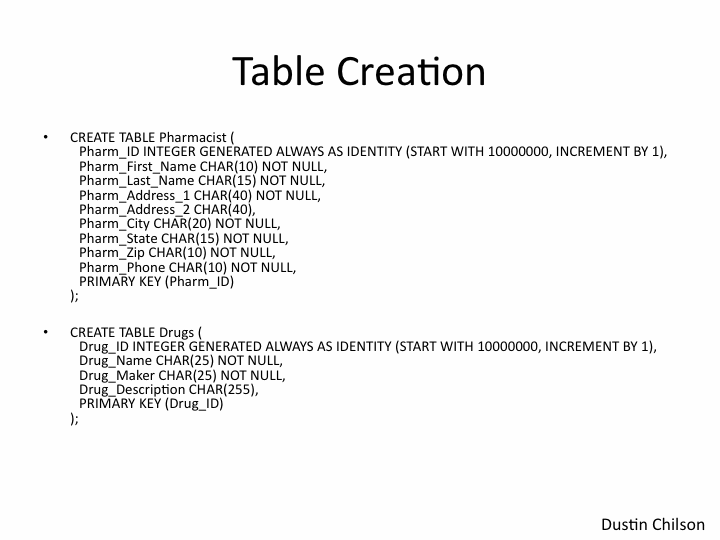 Table Creation
• CREATE TABLE Pharmacist (
Pharm_ID INTEGER GENERATED ALWAYS AS IDENTITY (START WITH 10000000, INCREMENT BY 1),
Pharm_First_Name CHAR(10) NOT NULL,
Pharm_Last_Name CHAR(15) NOT NULL,
Pharm_Address_1 CHAR(40) NOT NULL,
Pharm_Address_2 CHAR(40),
Pharm_City CHAR(20) NOT NULL,
Pharm_State CHAR(15) NOT NULL,
Pharm_Zip CHAR(10) NOT NULL,
Pharm_Phone CHAR(10) NOT NULL,
PRIMARY KEY (Pharm_ID)
);
• CREATE TABLE Drugs (
Drug_ID INTEGER GENERATED ALWAYS AS IDENTITY (START WITH 10000000, INCREMENT BY 1),
Drug_Name CHAR(25) NOT NULL,
Drug_Maker CHAR(25) NOT NULL,
Drug_Description CHAR(255),
PRIMARY KEY (Drug_ID)
);
Dustin Chilson